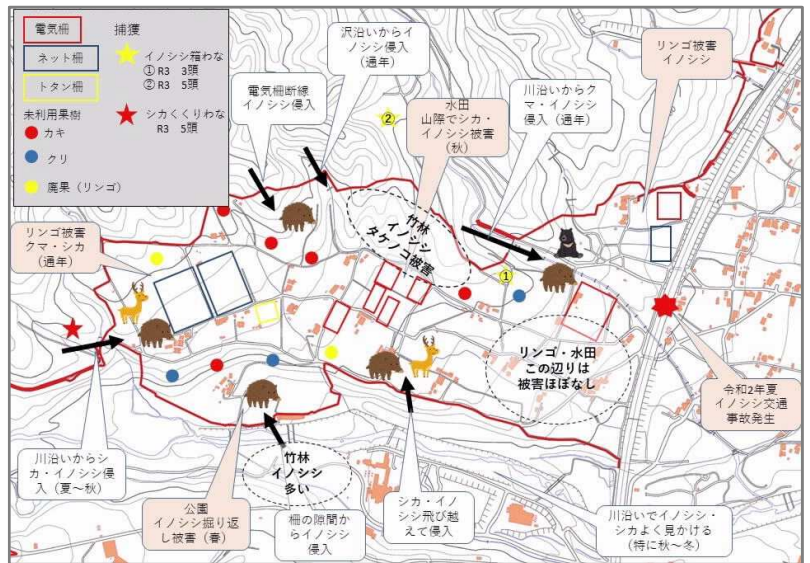 電気柵
ネット柵
トタン柵
未利用果樹
カキ
クリ
廃果（リンゴ）
捕獲
イノシシ箱わな
① R3 3頭
② R3 5頭
シカくくりわな
R3 5頭
電気柵断線
イノシシ侵入
沢沿いからイ
ノシシ侵入
（通年）
②
水田
山際でシカ・
イノシシ被害
（秋）
川沿いからク
マ・イノシシ
侵入（通年）
リンゴ被害
イノシシ
リンゴ被害
クマ・シカ
（通年）
竹林
イノシシ
タケノコ被害
①
リンゴ・水田
この辺りは
被害ほぼなし
令和2年夏
イノシシ交通
事故発生
川沿いからシ
カ・イノシシ侵
入（夏～秋）
公園
イノシシ掘り返
し被害（春）
竹林
イノシシ
多い
柵の隙間か
らイノシシ
侵入
シカ・イノ
シシ飛び越
えて侵入
川沿いでイノシシ・
シカよく見かける
（特に秋～冬）